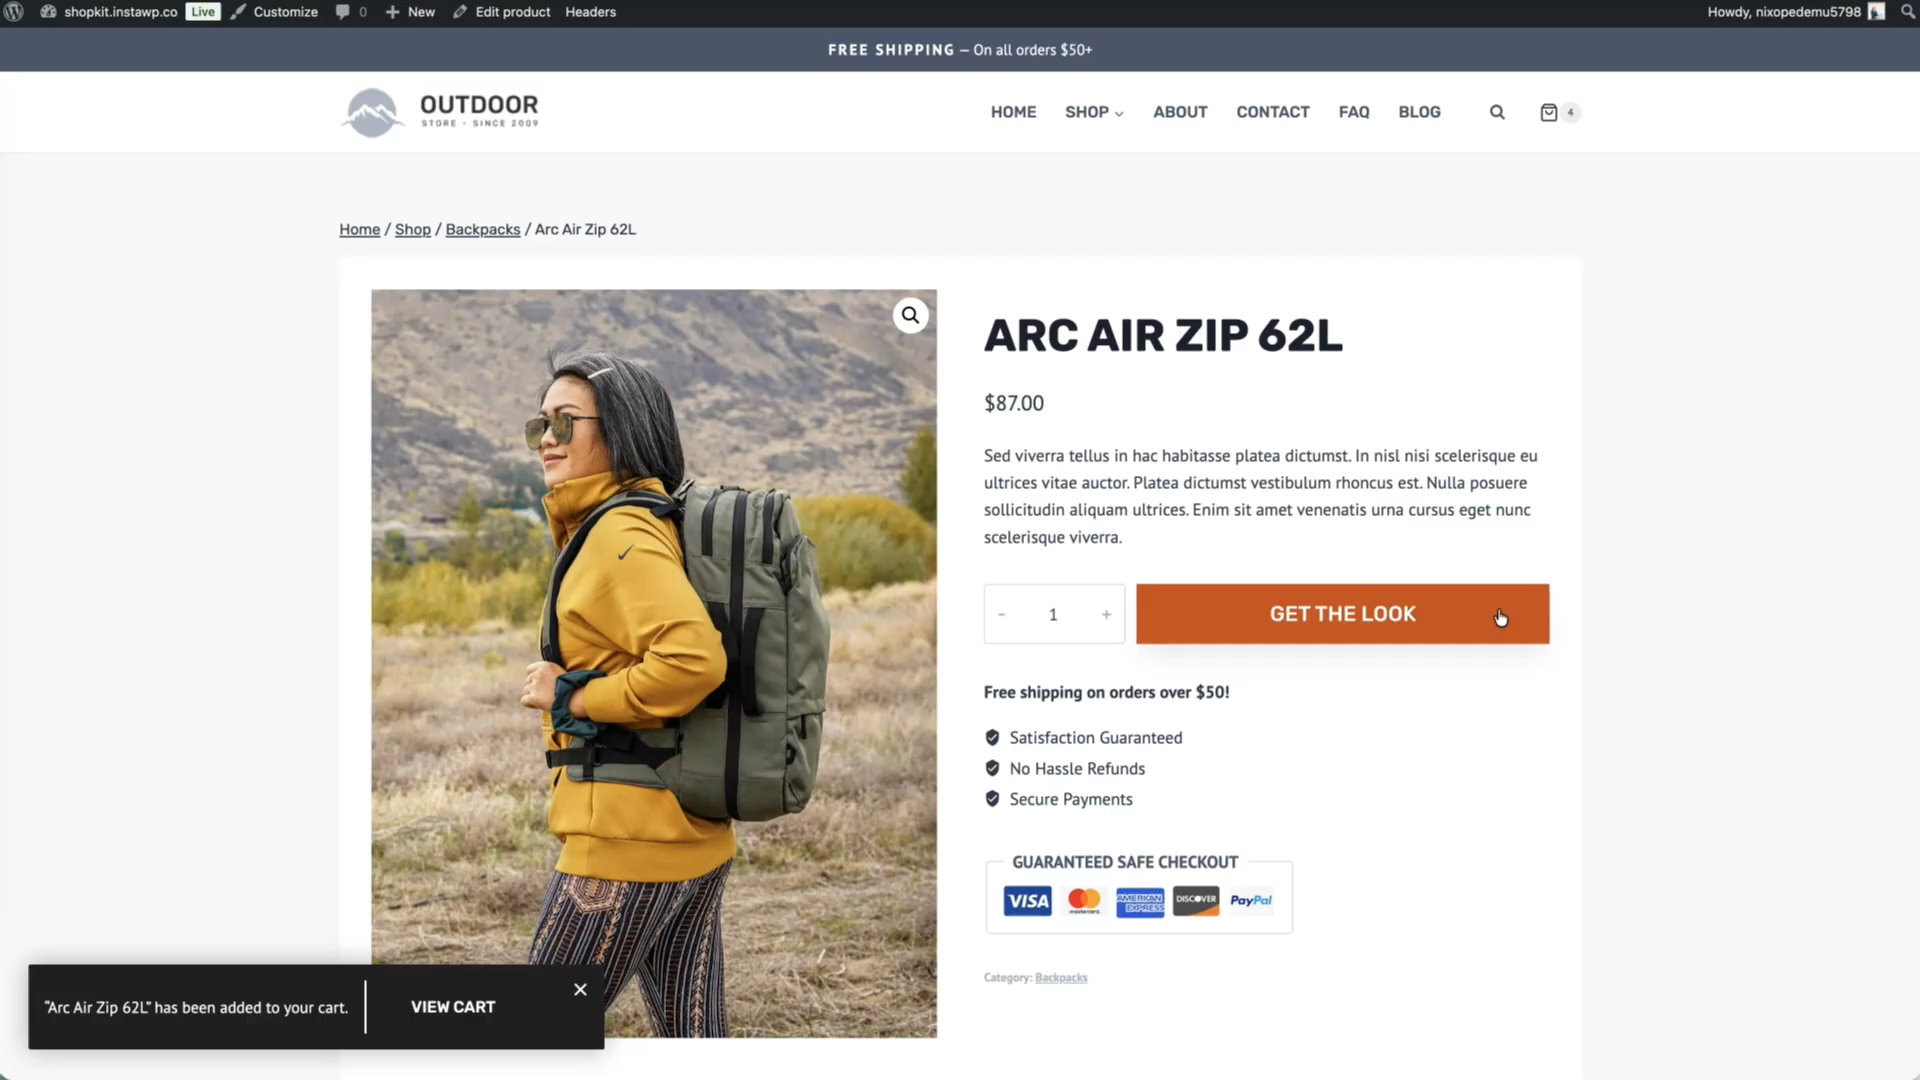 shopkit.instawp.co Live Customize 0 New Edit product Headers Howdy, nixopedemu5798
FREE SHIPPING – On all orders $50+
OUTDOOR
STORE - SINCE 2009
HOME SHOP ABOUT CONTACT FAQ BLOG 4
Home / Shop / Backpacks / Arc Air Zip 62L
ARC AIR ZIP 62L
$87.00
Sed viverra tellus in hac habitasse platea dictumst. In nisl nisi scelerisque eu
ultrices vitae auctor. Platea dictumst vestibulum rhoncus est. Nulla posuere
sollicitudin aliquam ultrices. Enim sit amet venenatis urna cursus eget nunc
scelerisque viverra.
- 1 + GET THE LOOK
Free shipping on orders over $50!
Satisfaction Guaranteed
No Hassle Refunds
Secure Payments
GUARANTEED SAFE CHECKOUT
VISA mastercard AMERICAN EXPRESS DISCOVER PayPal
Category: Backpacks
“Arc Air Zip 62L” has been added to your cart. VIEW CART